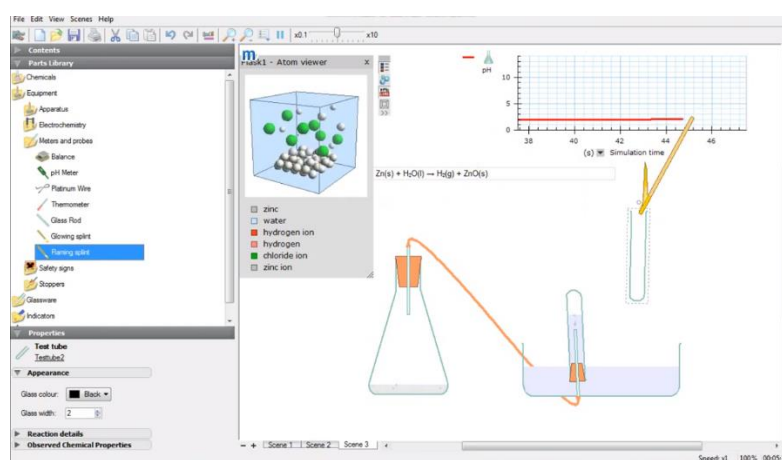 File Edit View Scenes Help
x0.1 x10
Contents
Parts Library
Chemicals
Equipment
Apparatus
Electrochemistry
Meters and probes
Balance
pH Meter
Platinum Wire
Thermometer
Glass Rod
Glowing splint
Flaming splint
Safety signs
Stoppers
Glassware
Indicators
Properties
Test tube
Testtube2
Appearance
Glass colour: Black
Glass width: 2
Reaction details
Observed Chemical Properties
m
Flask1 - Atom viewer x
zinc
water
hydrogen ion
hydrogen
chloride ion
zinc ion
pH
10
5
0
38 40 42 44 46
(s) Simulation time
Zn(s) + H₂O(l) → H₂(g) + ZnO(s)
- + Scene 1 Scene 2 Scene 3
Speed: x1 100% 00:05